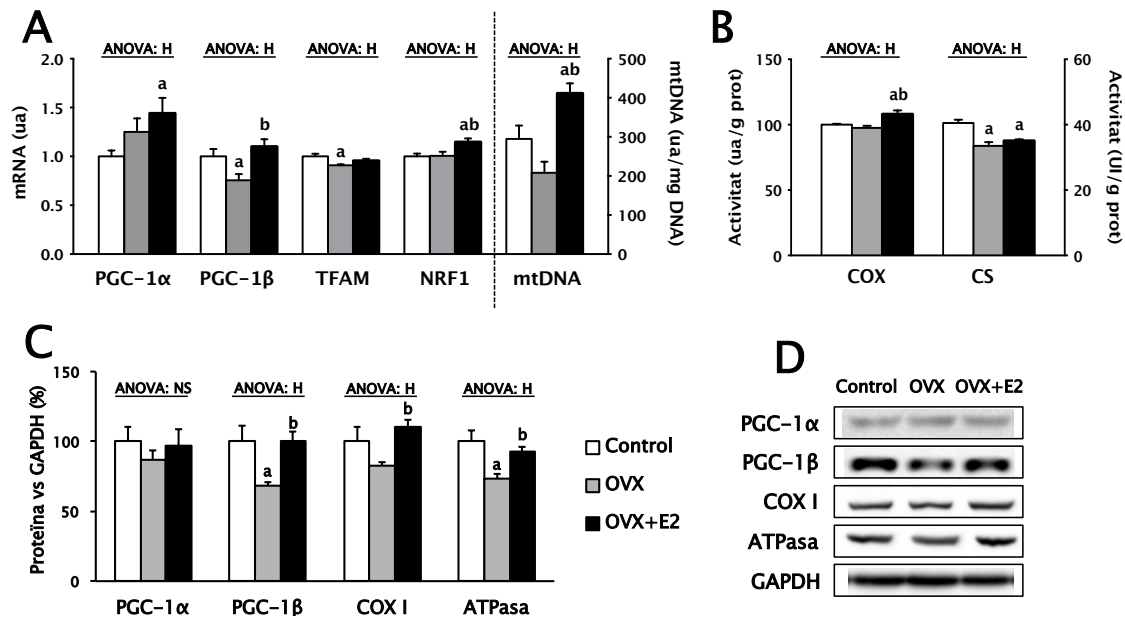 A
ANOVA: H ANOVA: H ANOVA: H ANOVA: H ANOVA: H
mRNA (ua)
2.0
1.5
1.0
0.5
0.0
a
a b
a
ab
ab
500
400
300
200
100
0
mtDNA (ua/mg DNA)
PGC-1α PGC-1β TFAM NRF1 mtDNA
B
ANOVA: H ANOVA: H
Activitat (ua/g prot)
150
100
50
0
ab
a a
60
40
20
0
Activitat (UI/g prot)
COX CS
C
ANOVA: NS ANOVA: H ANOVA: H ANOVA: H
Proteïna vs GAPDH (%)
150
100
50
0
a b
b
a b
PGC-1α PGC-1β COX I ATPasa
Control
OVX
OVX+E2
D
Control OVX OVX+E2
PGC-1α
PGC-1β
COX I
ATPasa
GAPDH